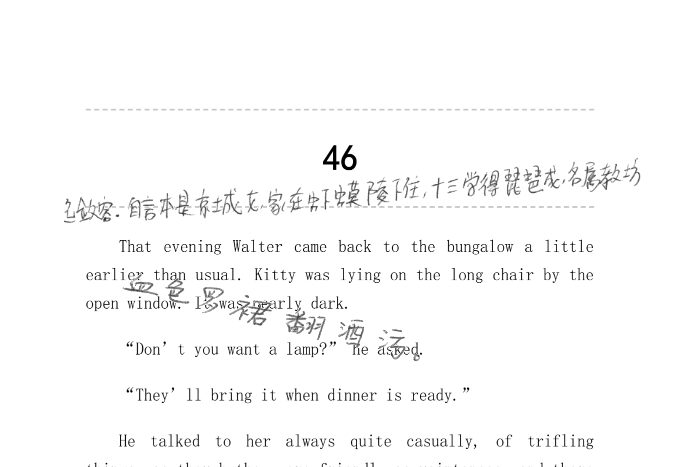 46
色敛容.自言本是京城女,家在虾蟆陵下住,十三学得琵琶成,名属教坊
That evening Walter came back to the bungalow a little
earlier than usual. Kitty was lying on the long chair by the
血色罗裙翻酒污。
open window. It was nearly dark.
“Don’t you want a lamp?” he asked.
“They’ll bring it when dinner is ready.”
He talked to her always quite casually, of trifling